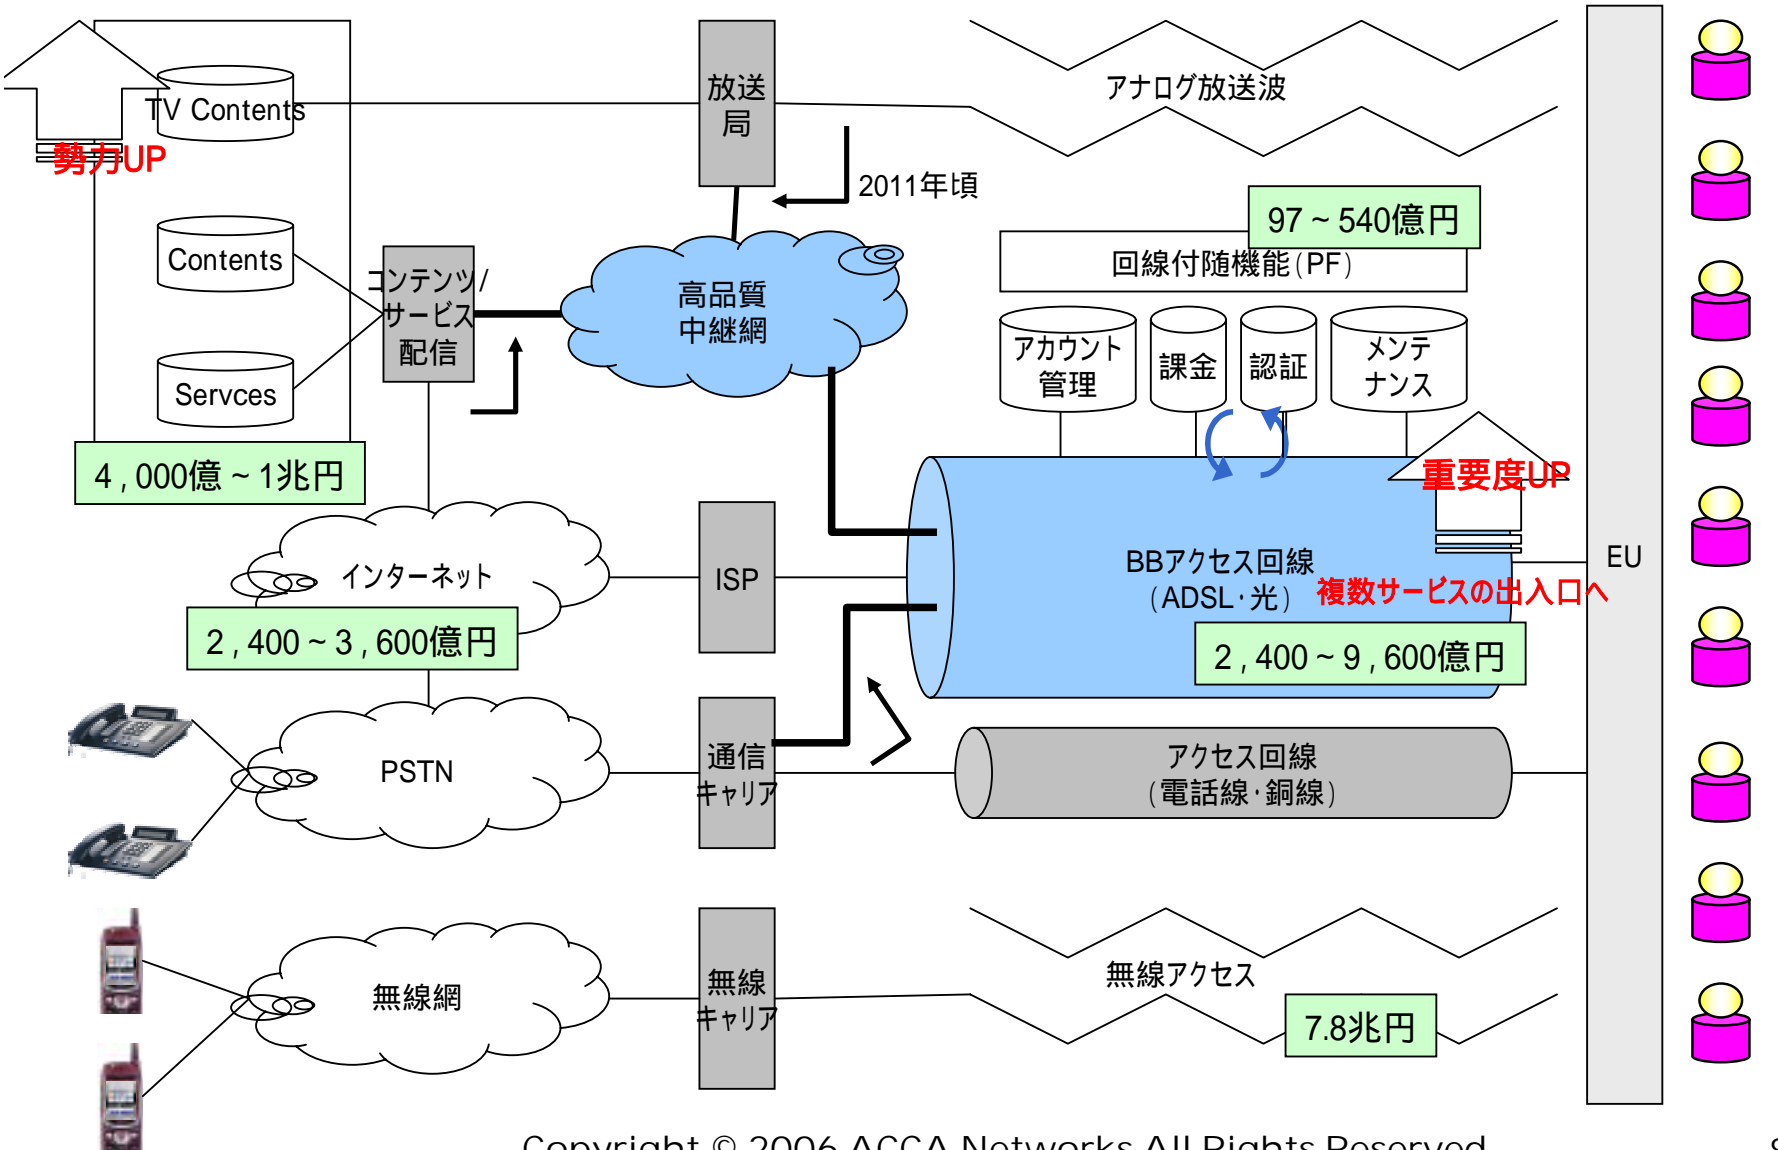 TV Contents
勢力UP
Contents
Servces
4,000億~1兆円
コンテンツ/
サービス
配信
放送
局
2011年頃
アナログ放送波
高品質
中継網
97~540億円
回線付随機能(PF)
アカウント
管理
課金
認証
メンテ
ナンス
重要度UP
インターネット
2,400~3,600億円
ISP
BBアクセス回線
(ADSL・光)
複数サービスの出入口へ
2,400~9,600億円
EU
PSTN
通信
キャリア
アクセス回線
(電話線・銅線)
無線網
無線
キャリア
無線アクセス
7.8兆円
Copyright © 2006 ACCA Networks All Rights Reserved